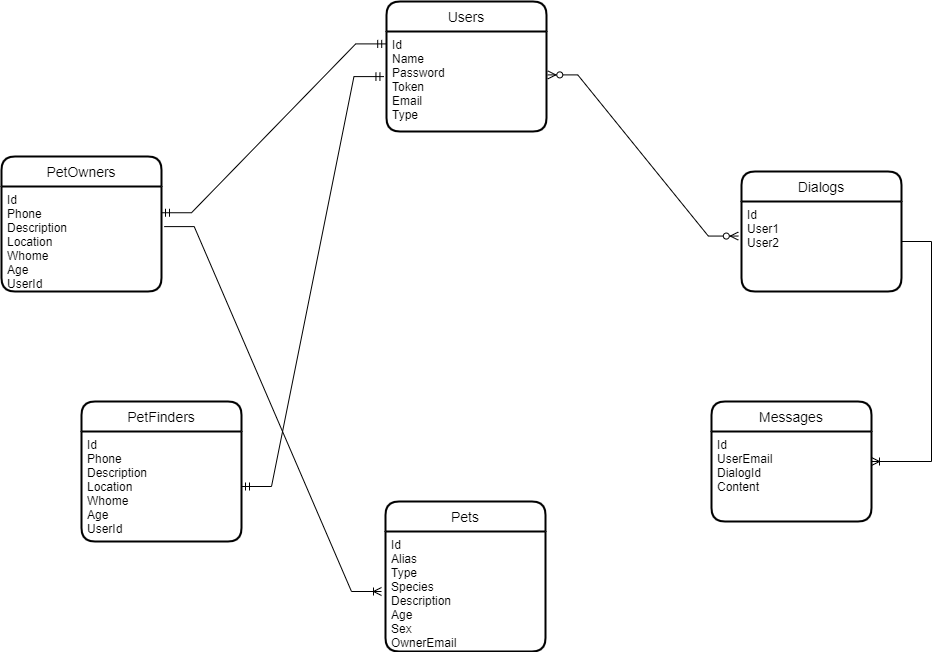 Users
Id
Name
Password
Token
Email
Type
PetOwners
Id
Phone
Description
Location
Whome
Age
UserId
Dialogs
Id
User1
User2
PetFinders
Id
Phone
Description
Location
Whome
Age
UserId
Messages
Id
UserEmail
DialogId
Content
Pets
Id
Alias
Type
Species
Description
Age
Sex
OwnerEmail